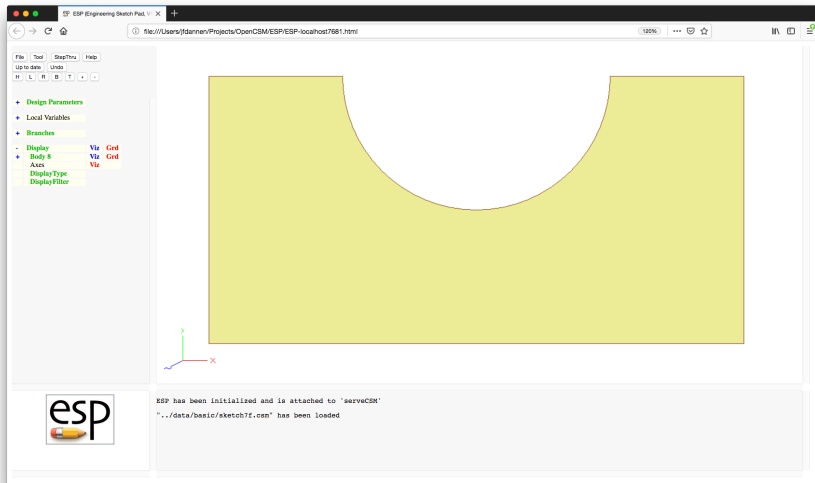 ESP (Engineering Sketch Pad, V
file:///Users/jfdannen/Projects/OpenCSM/ESP/ESP-localhost7681.html
120%
File Tool StepThru Help
Up to date Undo
H L R B T + -
+ Design Parameters
+ Local Variables
+ Branches
- Display Viz Grd
+ Body 8 Viz Grd
Axes Viz
DisplayType
DisplayFilter
Y
X
esp
ESP has been initialized and is attached to 'serveCSM'
"../data/basic/sketch7f.csm" has been loaded